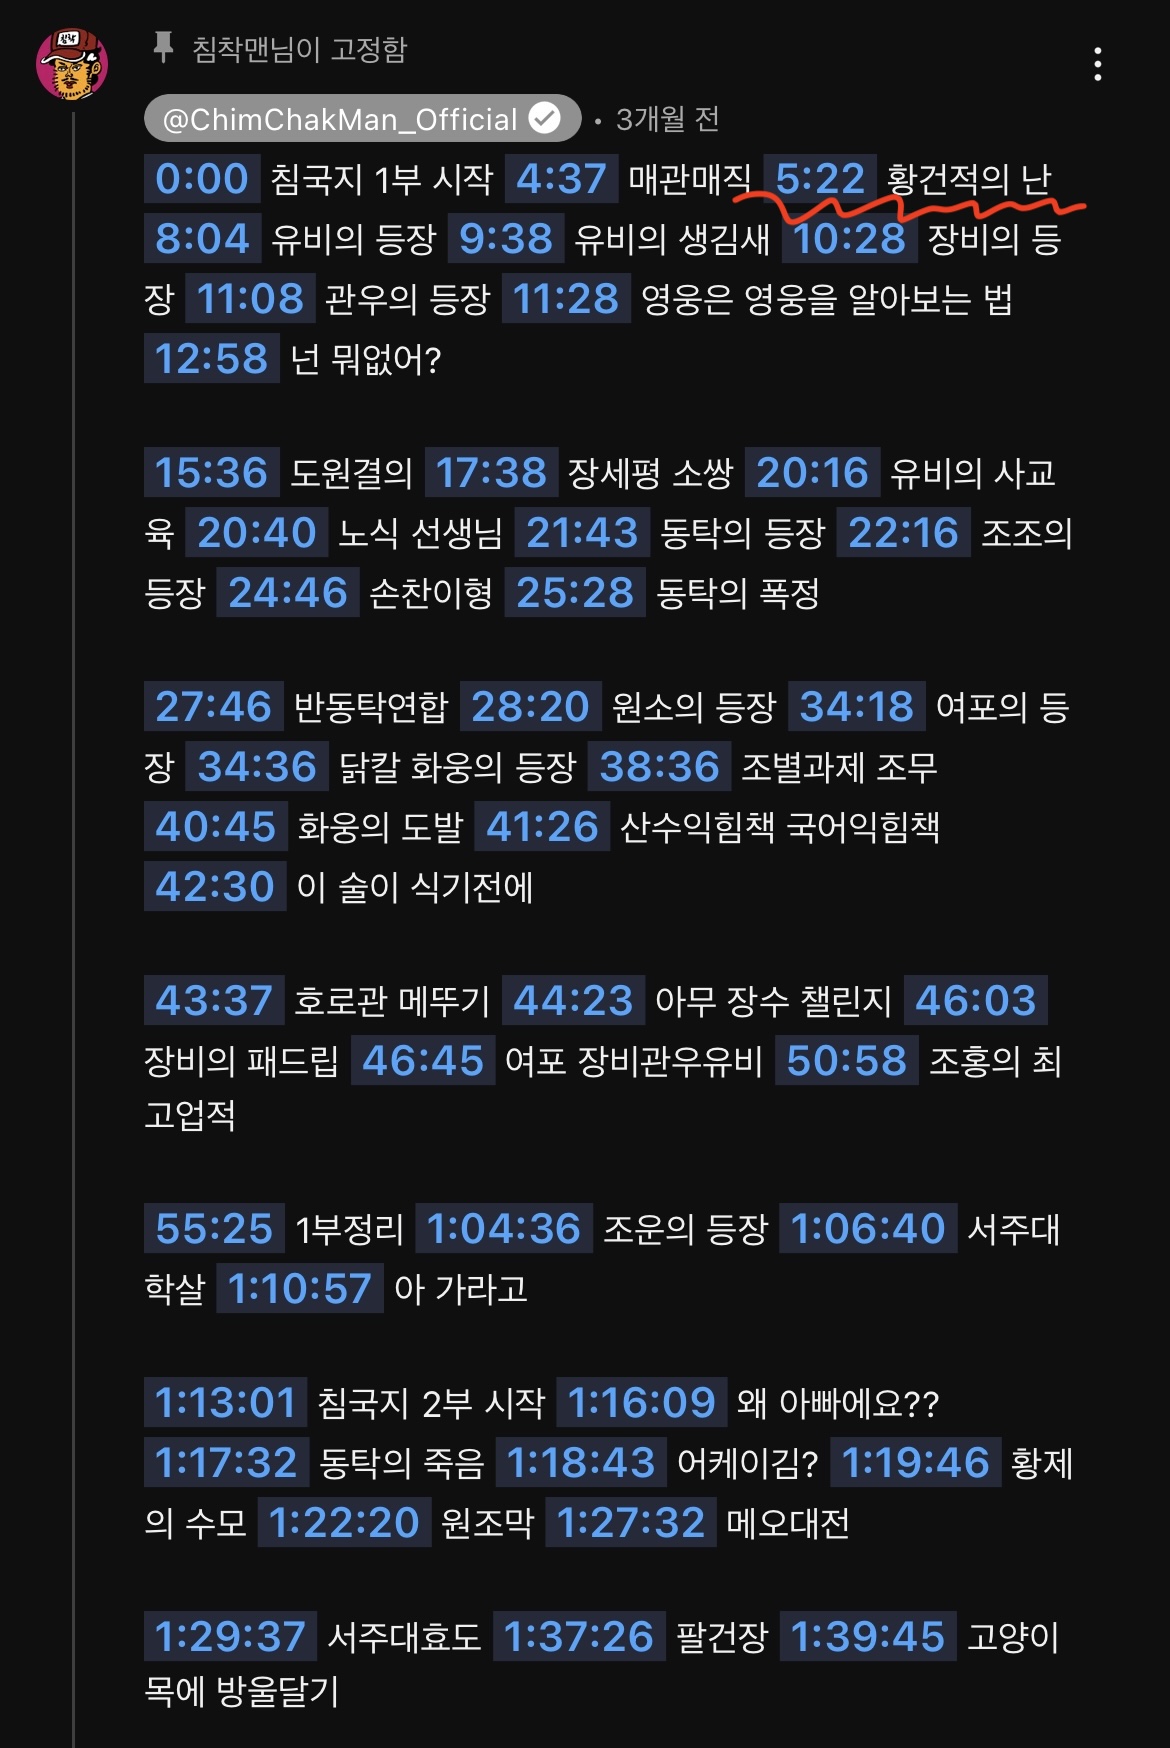 침착
침착맨님이 고정함
@ChimChakMan_Official • 3개월 전
0:00 침국지 1부 시작 4:37 매관매직 5:22 황건적의 난
8:04 유비의 등장 9:38 유비의 생김새 10:28 장비의 등
장 11:08 관우의 등장 11:28 영웅은 영웅을 알아보는 법
12:58 넌 뭐없어?
15:36 도원결의 17:38 장세평 소쌍 20:16 유비의 사교
육 20:40 노식 선생님 21:43 동탁의 등장 22:16 조조의
등장 24:46 손찬이형 25:28 동탁의 폭정
27:46 반동탁연합 28:20 원소의 등장 34:18 여포의 등
장 34:36 닭칼 화웅의 등장 38:36 조별과제 조무
40:45 화웅의 도발 41:26 산수익힘책 국어익힘책
42:30 이 술이 식기전에
43:37 호로관 메뚜기 44:23 아무 장수 챌린지 46:03
장비의 패드립 46:45 여포 장비관우유비 50:58 조홍의 최
고업적
55:25 1부정리 1:04:36 조운의 등장 1:06:40 서주대
학살 1:10:57 아 가라고
1:13:01 침국지 2부 시작 1:16:09 왜 아빠에요??
1:17:32 동탁의 죽음 1:18:43 어케이김? 1:19:46 황제
의 수모 1:22:20 원조막 1:27:32 메오대전
1:29:37 서주대효도 1:37:26 팔건장 1:39:45 고양이
목에 방울달기